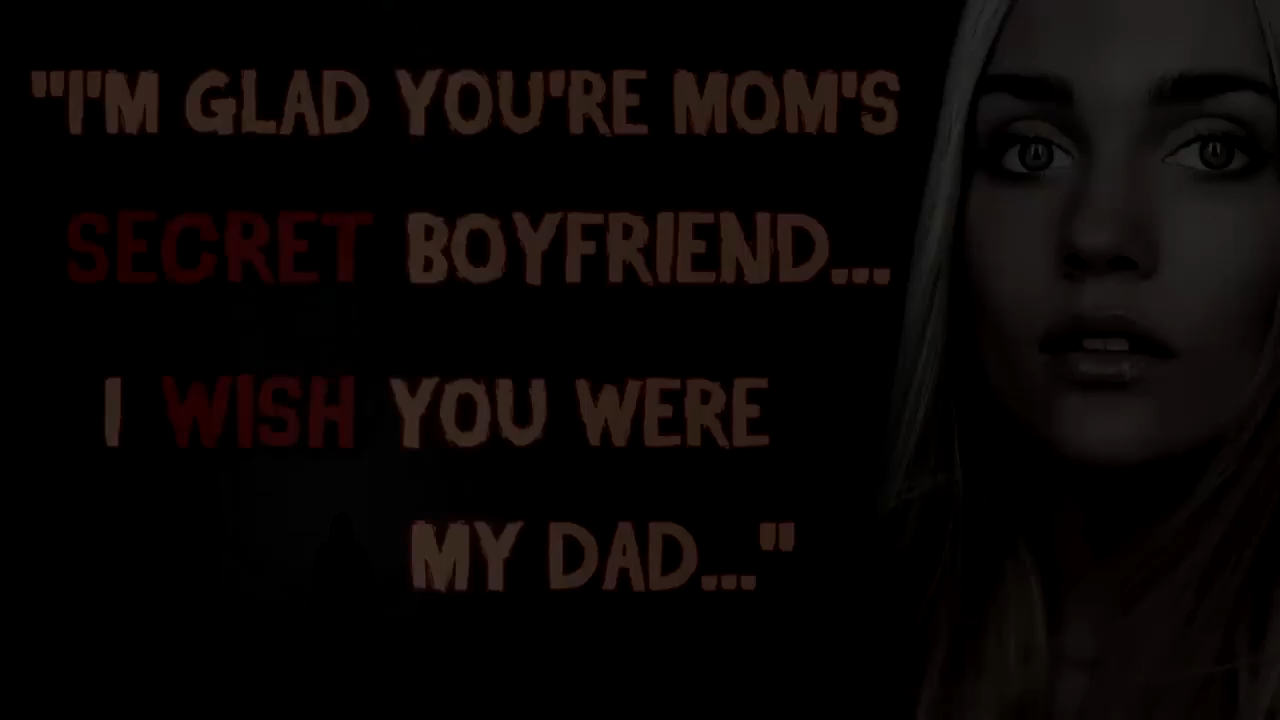 "I'M GLAD YOU'RE MOM'S
SECRET BOYFRIEND...
I WISH YOU WERE
MY DAD..."